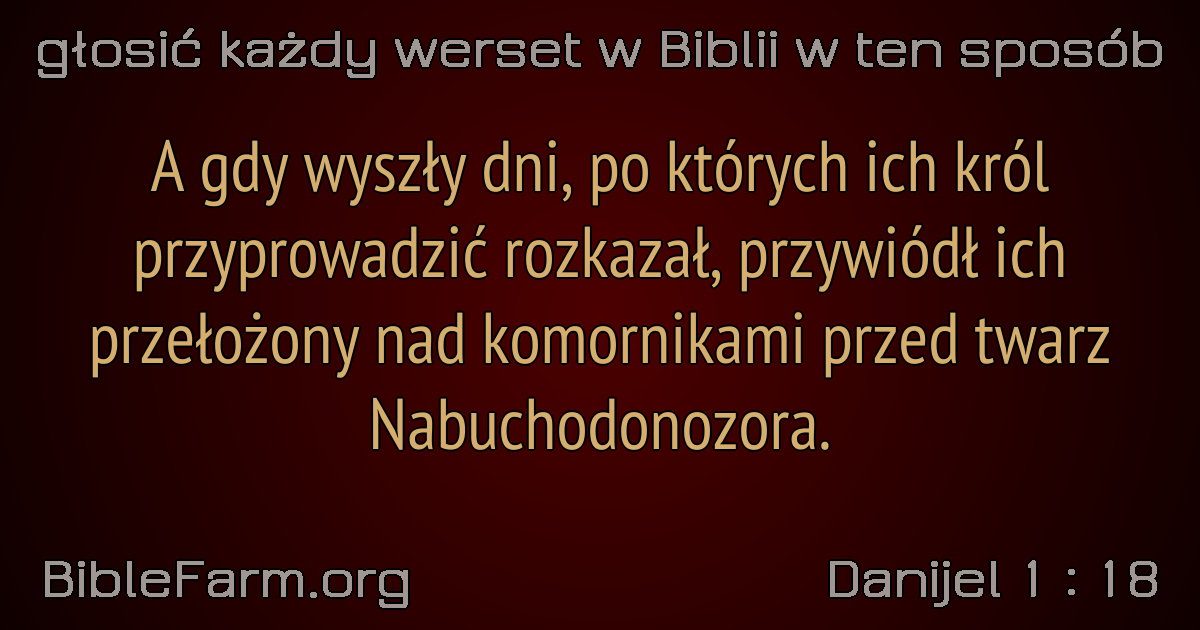 głosić każdy werset w Biblii w ten sposób
A gdy wyszły dni, po których ich król
przyprowadzić rozkazał, przywiódł ich
przełożony nad komornikami przed twarz
Nabuchodonozora.
BibleFarm.org
Danijel 1 : 18